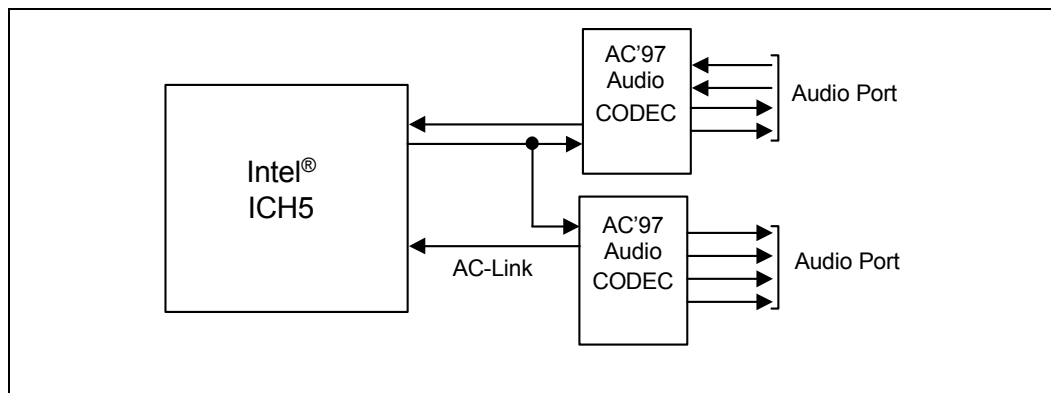 Intel®
ICH5
AC'97
Audio
CODEC
Audio Port
AC-Link
AC'97
Audio
CODEC
Audio Port